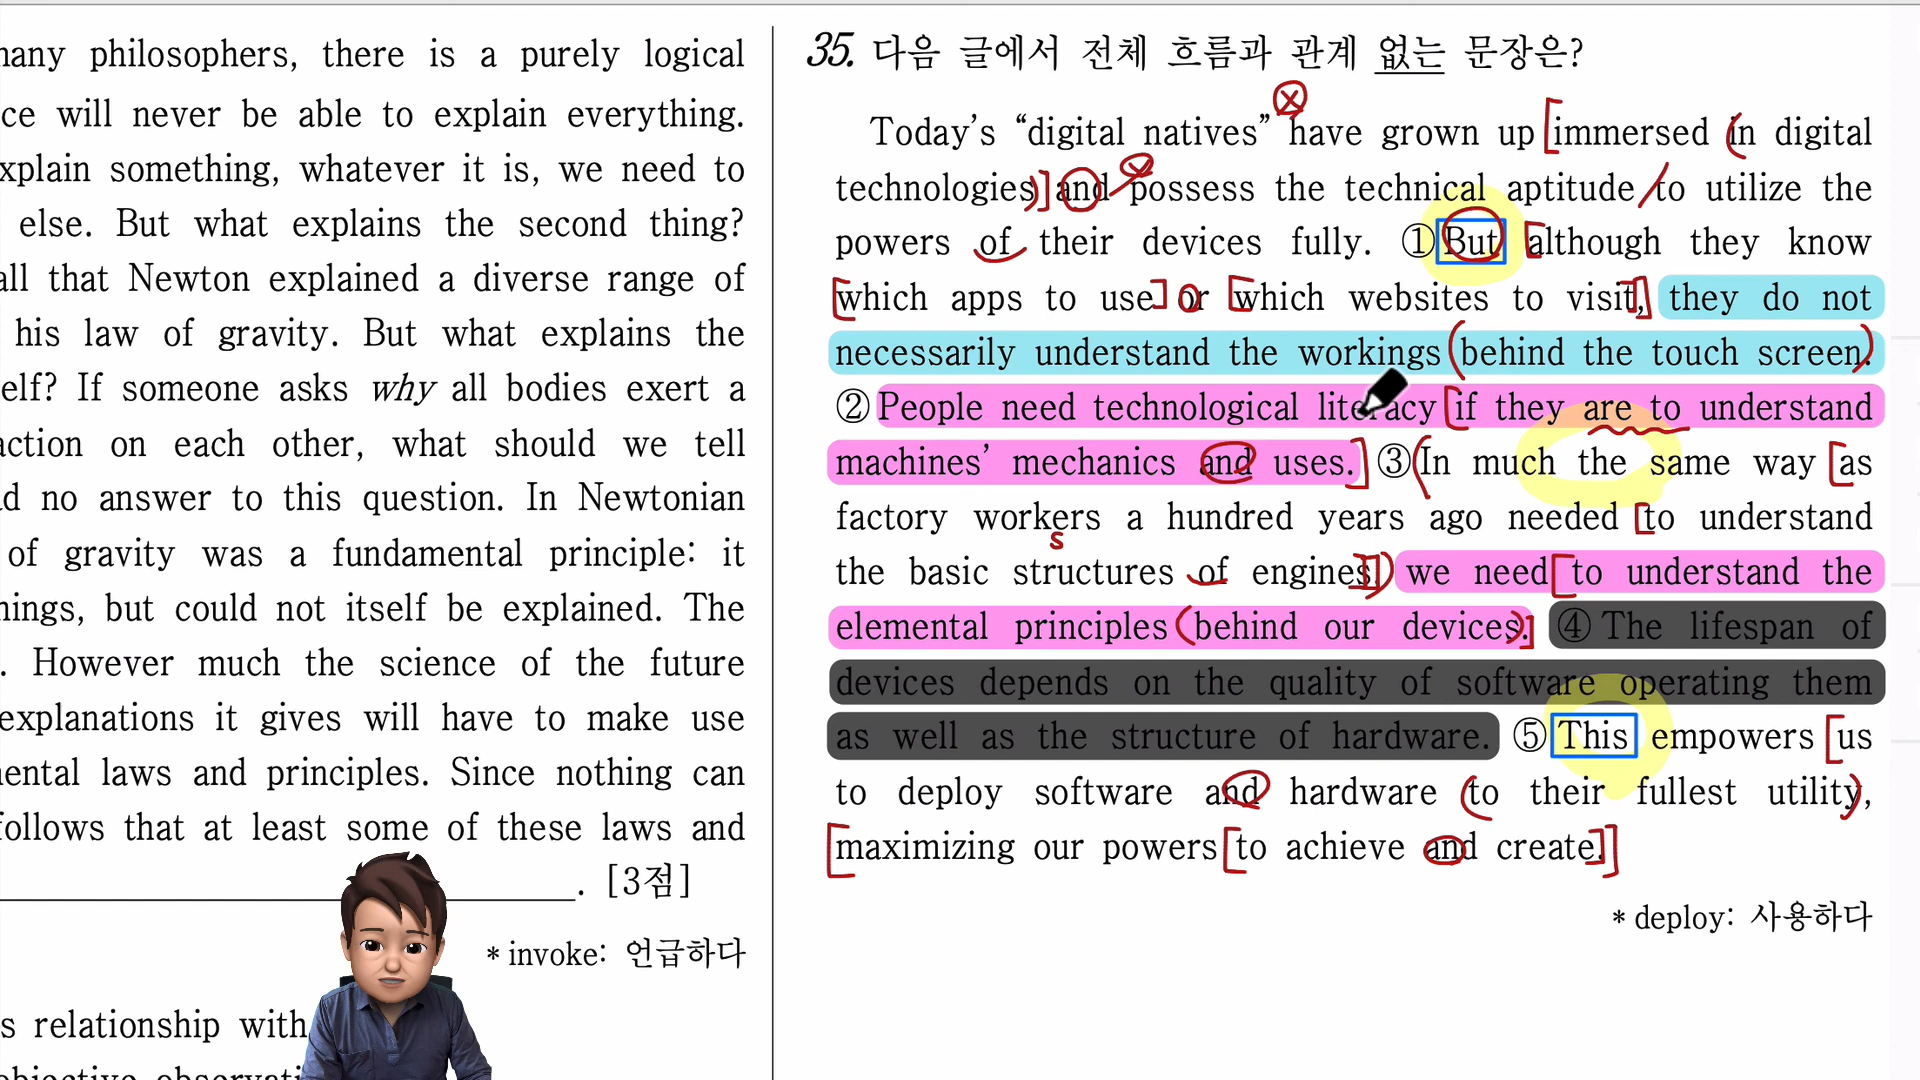 many philosophers, there is a purely logical
ce will never be able to explain everything.
xplain something, whatever it is, we need to
else. But what explains the second thing?
all that Newton explained a diverse range of
his law of gravity. But what explains the
self? If someone asks why all bodies exert a
action on each other, what should we tell
d no answer to this question. In Newtonian
of gravity was a fundamental principle: it
nings, but could not itself be explained. The
. However much the science of the future
explanations it gives will have to make use
mental laws and principles. Since nothing can
follows that at least some of these laws and
. [3점]
* invoke: 언급하다
s relationship with
objective observati
35. 다음 글에서 전체 흐름과 관계 없는 문장은?
Today's “digital natives” have grown up immersed in digital
technologies and possess the technical aptitude to utilize the
powers of their devices fully. ① But although they know
which apps to use or which websites to visit, they do not
necessarily understand the workings behind the touch screen.
② People need technological literacy if they are to understand
machines' mechanics and uses. ③ In much the same way as
factory workers a hundred years ago needed to understand
s
the basic structures of engines, we need to understand the
elemental principles behind our devices. ④ The lifespan of
devices depends on the quality of software operating them
as well as the structure of hardware. ⑤ This empowers us
to deploy software and hardware to their fullest utility,
maximizing our powers to achieve and create.
* deploy: 사용하다